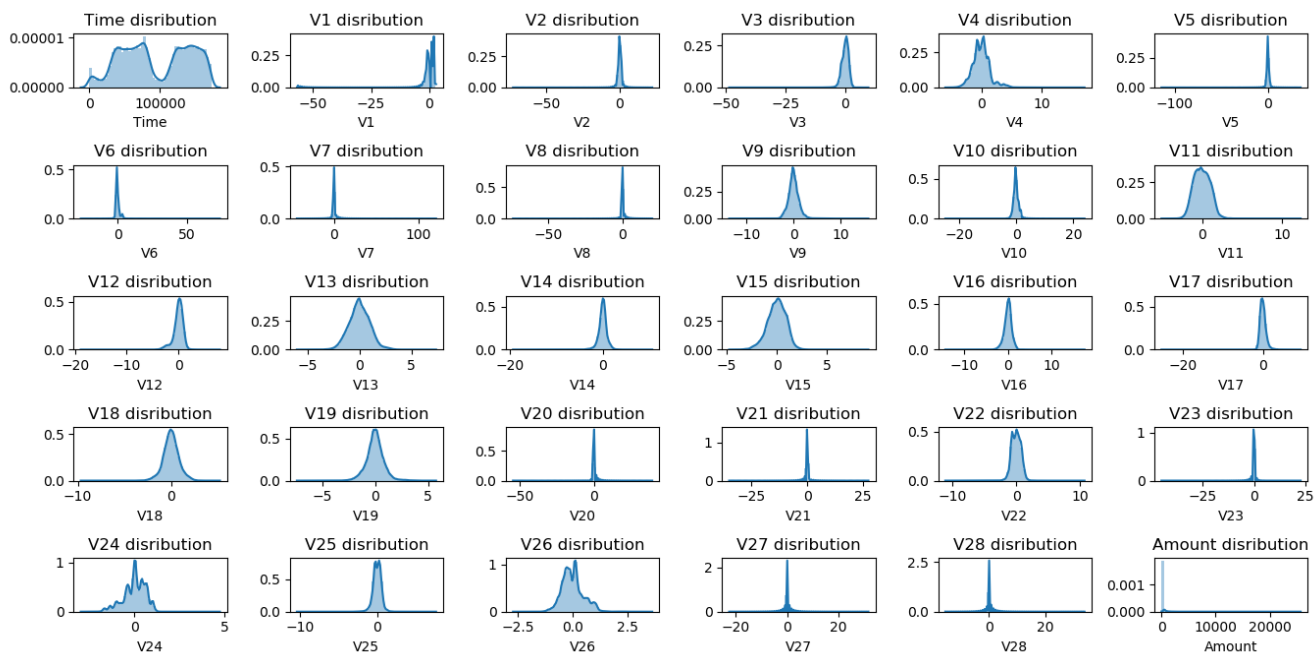 Time disribution V1 disribution V2 disribution V3 disribution V4 disribution V5 disribution
0.00001 0.25 0.25 0.25 0.25 0.25
0.00000 0.00 0.00 0.00 0.00 0.00
0 100000 −50 −25 0 −50 0 −50 −25 0 0 10 −100 0
Time V1 V2 V3 V4 V5
V6 disribution V7 disribution V8 disribution V9 disribution V10 disribution V11 disribution
0.5 0.5 0.5 0.25 0.5 0.25
0.0 0.0 0.0 0.00 0.0 0.00
0 50 0 100 −50 0 −10 0 10 −20 0 20 0 10
V6 V7 V8 V9 V10 V11
V12 disribution V13 disribution V14 disribution V15 disribution V16 disribution V17 disribution
0.5 0.25 0.5 0.25 0.5 0.5
0.0 0.00 0.0 0.00 0.0 0.0
−20 −10 0 −5 0 5 −20 −10 0 −5 0 5 −10 0 10 −20 0
V12 V13 V14 V15 V16 V17
V18 disribution V19 disribution V20 disribution V21 disribution V22 disribution V23 disribution
0.5 0.5 0.5 1 0.5 1
0.0 0.0 0.0 0 0.0 0
−10 0 −5 0 5 −50 0 −25 0 25 −10 0 10 −25 0 25
V18 V19 V20 V21 V22 V23
V24 disribution V25 disribution V26 disribution V27 disribution V28 disribution Amount disribution
1 0.5 1 2 2.5 0.001
0 0.0 0 0 0.0 0.000
0 5 −10 0 −2.5 0.0 2.5 −20 0 20 0 20 0 10000 20000
V24 V25 V26 V27 V28 Amount